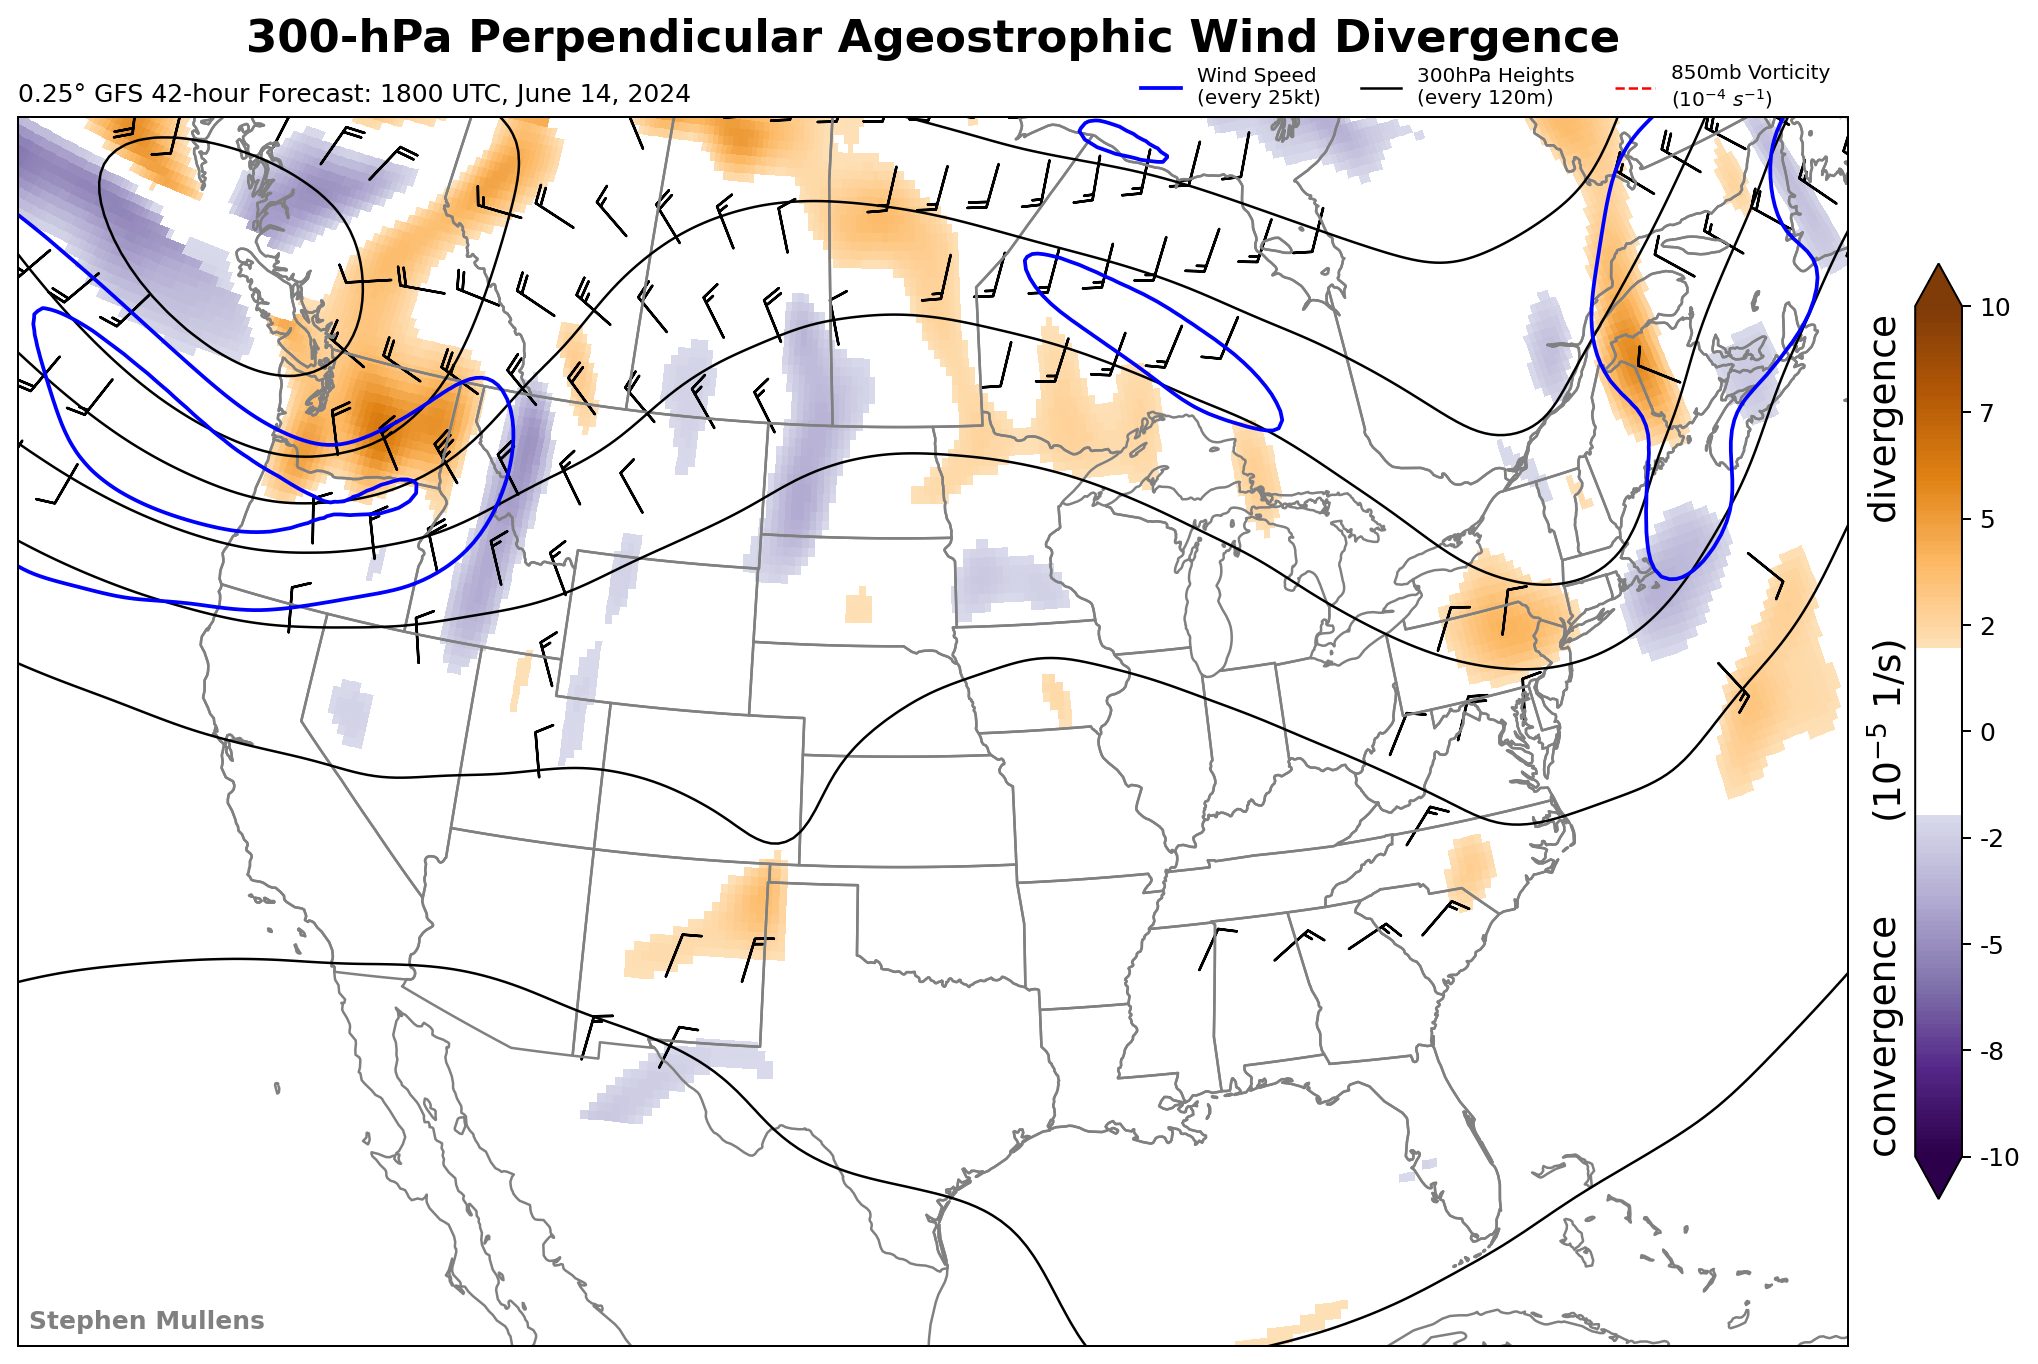 300-hPa Perpendicular Ageostrophic Wind Divergence
0.25° GFS 42-hour Forecast: 1800 UTC, June 14, 2024
Wind Speed
(every 25kt)
300hPa Heights
(every 120m)
850mb Vorticity
(10⁻⁴ s⁻¹)
10
7
5
2
0
-2
-5
-8
-10
convergence (10⁻⁵ 1/s) divergence
Stephen Mullens